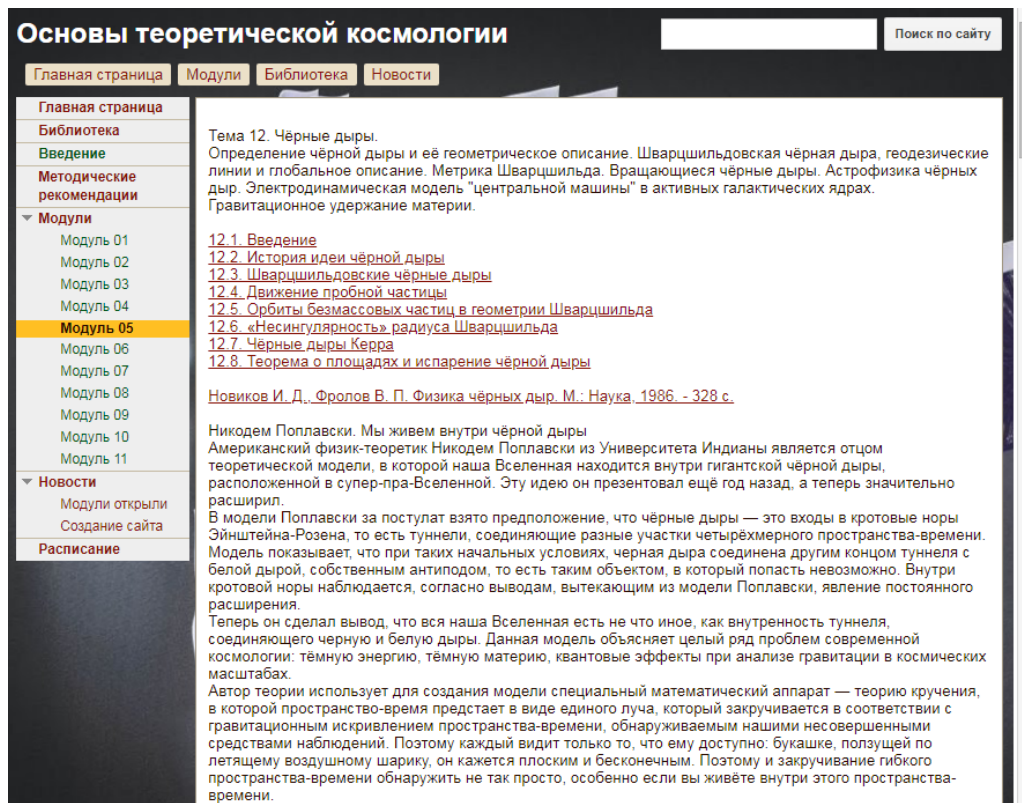 Основы теоретической космологии
Поиск по сайту
Главная страница
Модули
Библиотека
Новости
Главная страница
Библиотека
Введение
Методические
рекомендации
Модули
Модуль 01
Модуль 02
Модуль 03
Модуль 04
Модуль 05
Модуль 06
Модуль 07
Модуль 08
Модуль 09
Модуль 10
Модуль 11
Новости
Модули открыли
Создание сайта
Расписание
Тема 12. Чёрные дыры.
Определение чёрной дыры и её геометрическое описание. Шварцшильдовская чёрная дыра, геодезические
линии и глобальное описание. Метрика Шварцшильда. Вращающиеся чёрные дыры. Астрофизика чёрных
дыр. Электродинамическая модель "центральной машины" в активных галактических ядрах.
Гравитационное удержание материи.
12.1. Введение
12.2. История идеи чёрной дыры
12.3. Шварцшильдовские чёрные дыры
12.4. Движение пробной частицы
12.5. Орбиты безмассовых частиц в геометрии Шварцшильда
12.6. «Несингулярность» радиуса Шварцшильда
12.7. Чёрные дыры Керра
12.8. Теорема о площадях и испарение чёрной дыры
Новиков И. Д., Фролов В. П. Физика чёрных дыр. М.: Наука, 1986. - 328 с.
Никодем Поплавски. Мы живем внутри чёрной дыры
Американский физик-теоретик Никодем Поплавски из Университета Индианы является отцом
теоретической модели, в которой наша Вселенная находится внутри гигантской чёрной дыры,
расположенной в супер-пра-Вселенной. Эту идею он презентовал ещё год назад, а теперь значительно
расширил.
В модели Поплавски за постулат взято предположение, что чёрные дыры — это входы в кротовые норы
Эйнштейна-Розена, то есть туннели, соединяющие разные участки четырёхмерного пространства-времени.
Модель показывает, что при таких начальных условиях, черная дыра соединена другим концом туннеля с
белой дырой, собственным антиподом, то есть таким объектом, в который попасть невозможно. Внутри
кротовой норы наблюдается, согласно выводам, вытекающим из модели Поплавски, явление постоянного
расширения.
Теперь он сделал вывод, что вся наша Вселенная есть не что иное, как внутренность туннеля,
соединяющего черную и белую дыры. Данная модель объясняет целый ряд проблем современной
космологии: тёмную энергию, тёмную материю, квантовые эффекты при анализе гравитации в космических
масштабах.
Автор теории использует для создания модели специальный математический аппарат — теорию кручения,
в которой пространство-время предстает в виде единого луча, который закручивается в соответствии с
гравитационным искривлением пространства-времени, обнаруживаемым нашими несовершенными
средствами наблюдений. Поэтому каждый видит только то, что ему доступно: букашке, ползущей по
летящему воздушному шарику, он кажется плоским и бесконечным. Поэтому и закручивание гибкого
пространства-времени обнаружить не так просто, особенно если вы живёте внутри этого пространства-
времени.